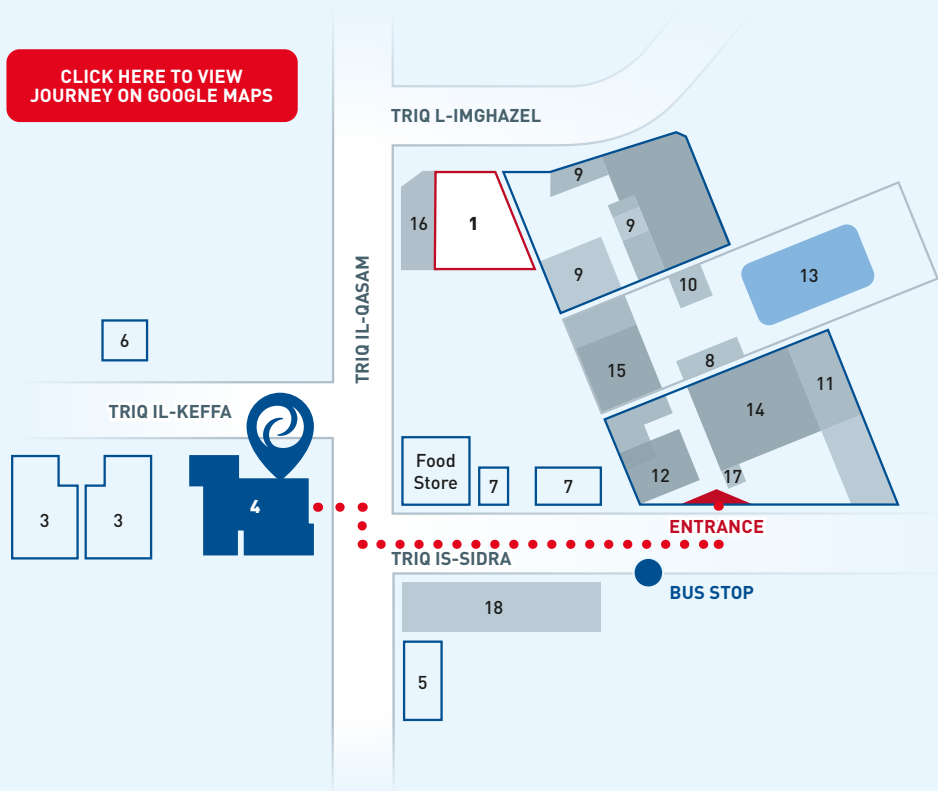 CLICK HERE TO VIEW
JOURNEY ON GOOGLE MAPS
TRIQ L-IMGHAZEL
9
16
1
9
9
10
13
TRIQ IL-QASAM
6
15
8
11
14
TRIQ IL-KEFFA
Food
Store
7
7
12
17
3
3
4
ENTRANCE
TRIQ IS-SIDRA
BUS STOP
18
5